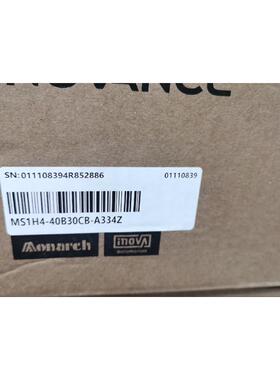 SN:011108394R852886 01110839
MS1H4-40B30CB-A334Z
Monarch inovA